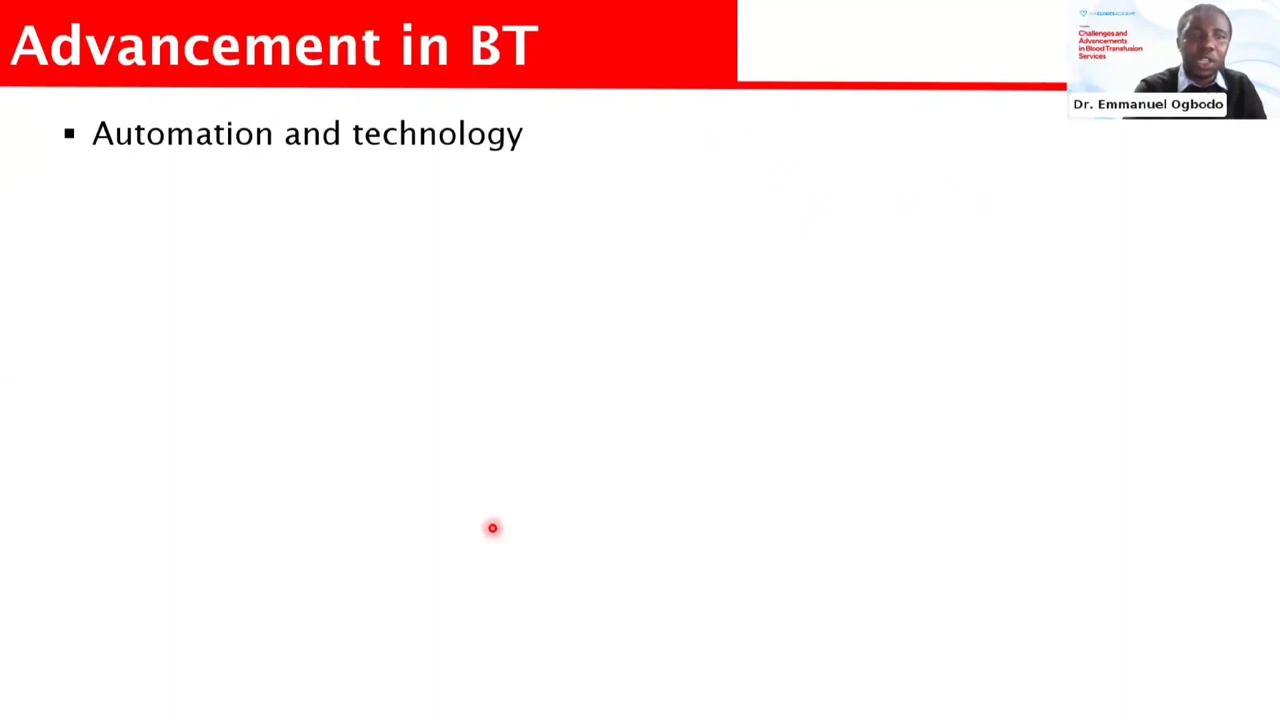 Advancement in BT
Automation and technology
Challenges and
Advancements
in Blood Transfusion
Services
Dr. Emmanuel Ogbodo